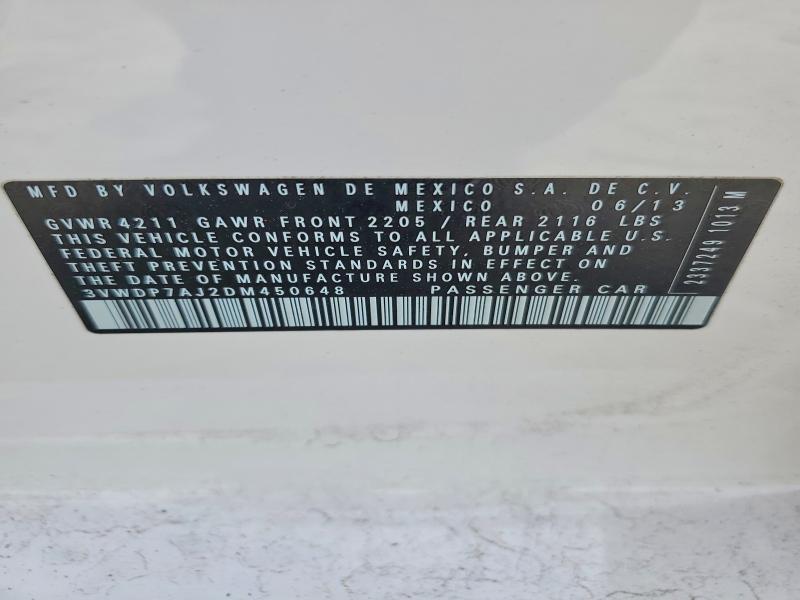 MFD BY VOLKSWAGEN DE MEXICO S.A. DE C.V.
MEXICO 06/13
GVWR 4211 GAWR FRONT 2205 / REAR 2116 LBS
THIS VEHICLE CONFORMS TO ALL APPLICABLE U.S.
FEDERAL MOTOR VEHICLE SAFETY, BUMPER AND
THEFT PREVENTION STANDARDS IN EFFECT ON
THE DATE OF MANUFACTURE SHOWN ABOVE.
3VWDP7AJ2DM450648 PASSENGER CAR
2337249 1013 M